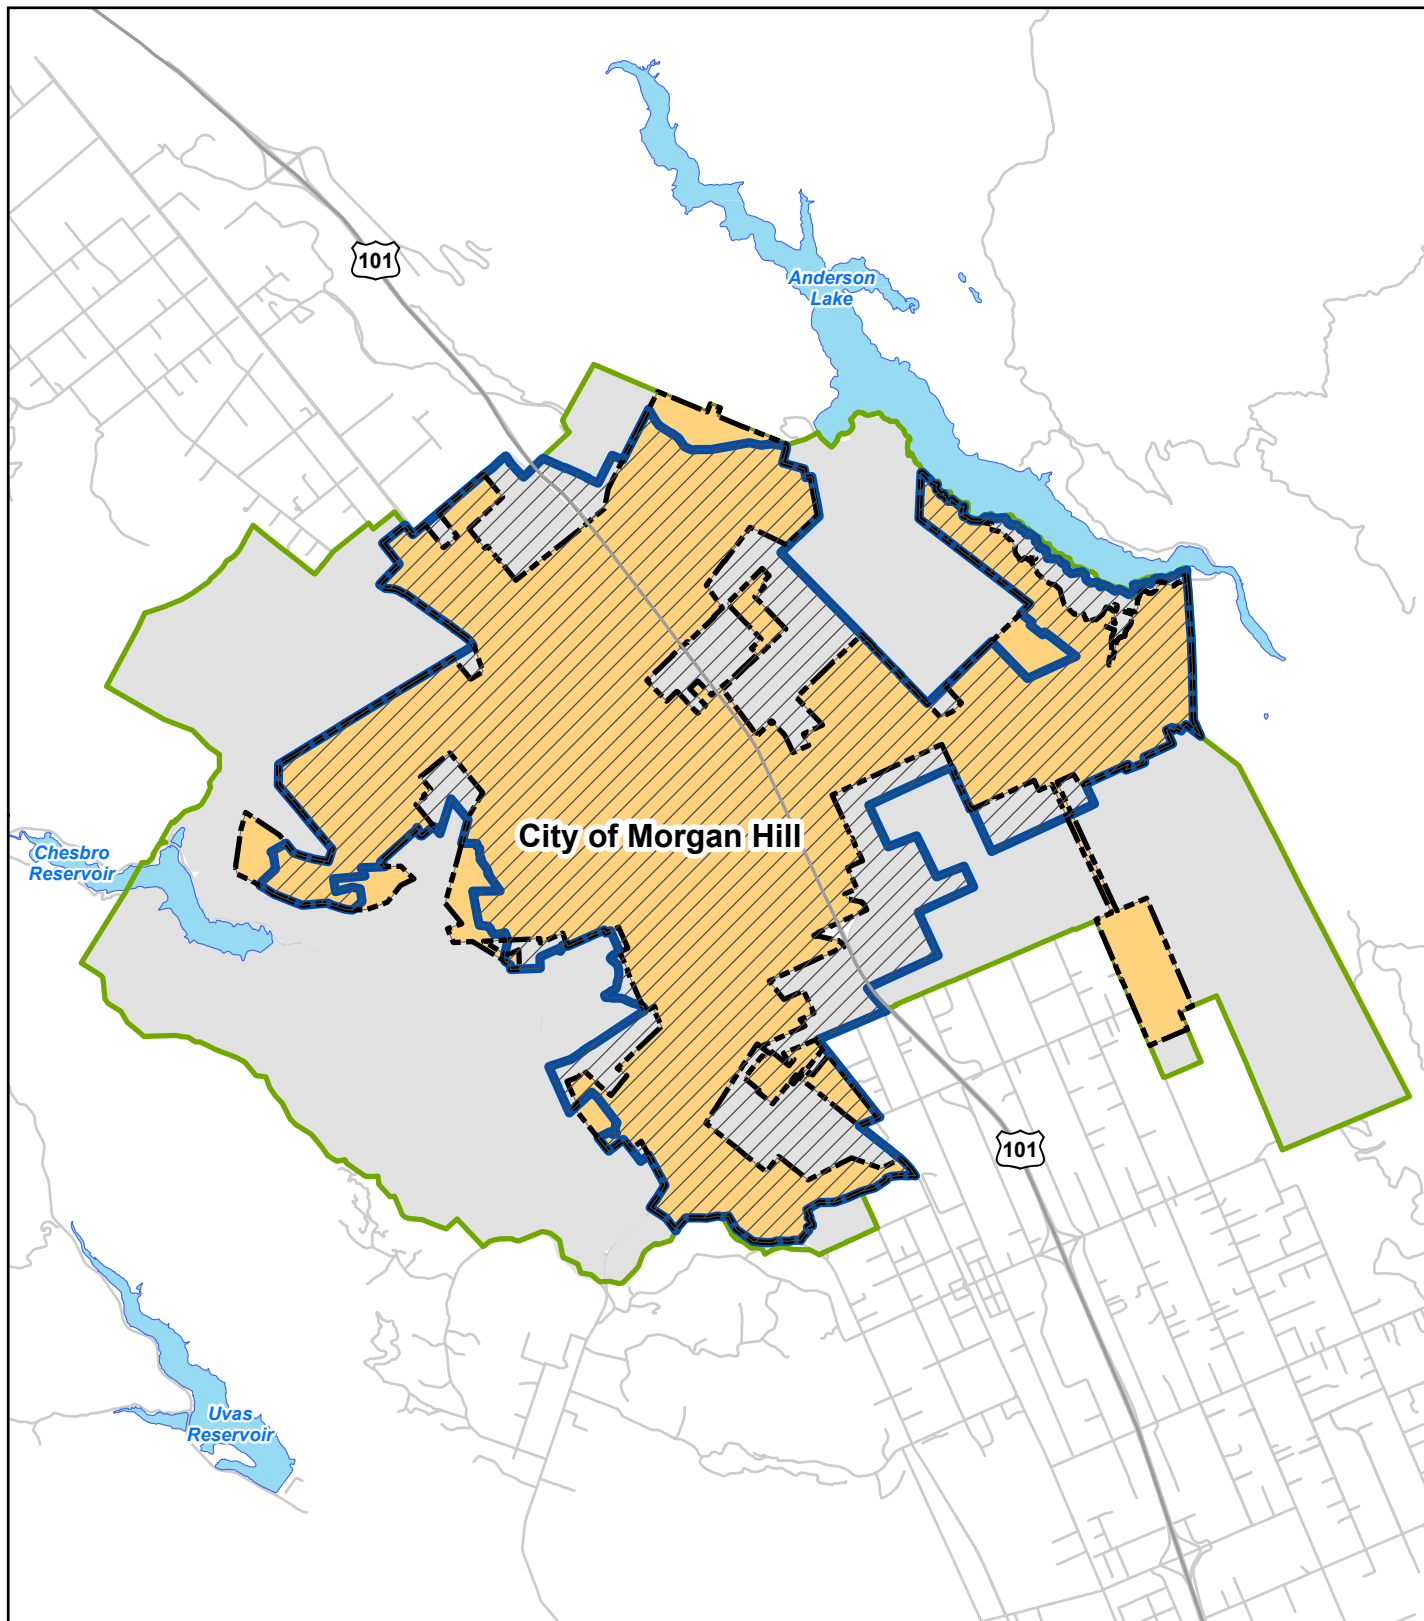 101
Anderson
Lake
City of Morgan Hill
Chesbro
Reservoir
101
Uvas
Reservoir